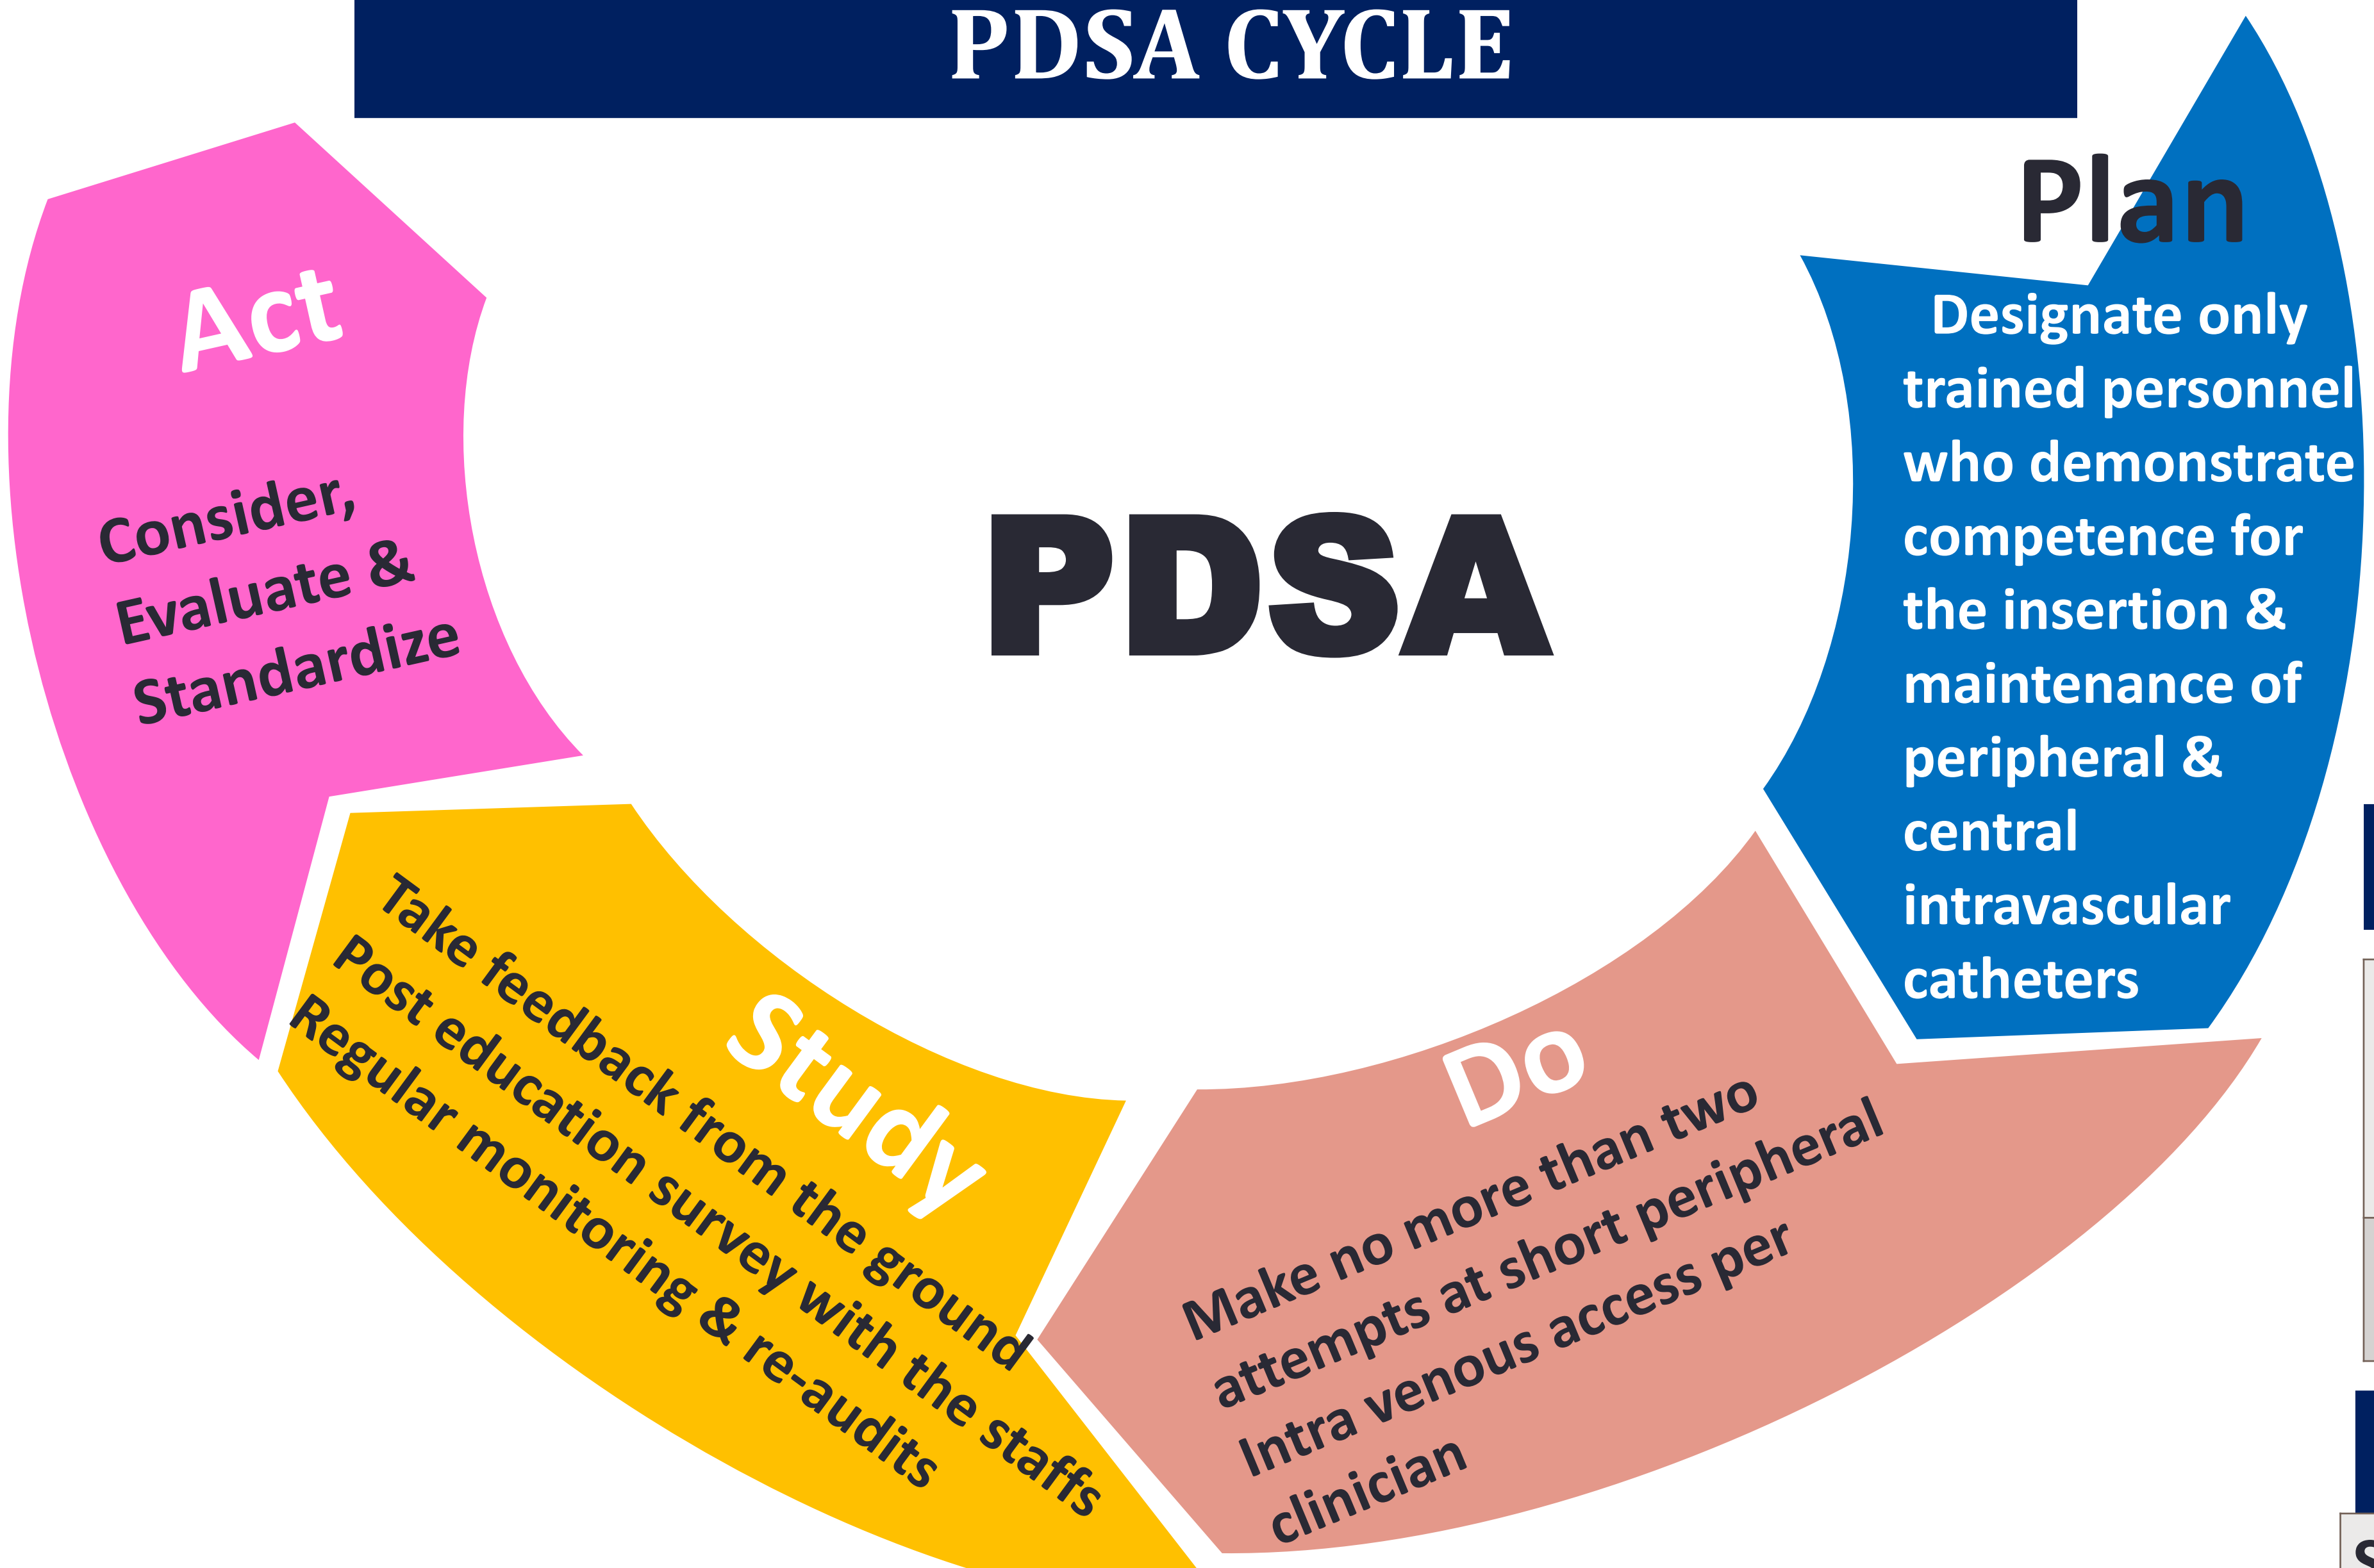 PDSA CYCLE
Plan
Designate only
trained personnel
who demonstrate
competence for
the insertion &
maintenance of
peripheral &
central
intravascular
catheters
Do
Make no more than two
attempts at short peripheral
Intra venous access per
clinician
Study
Take feedback from the ground
Post education survey with the staffs
Regular monitoring & re-audits
Act
Consider,
Evaluate &
Standardize
PDSA